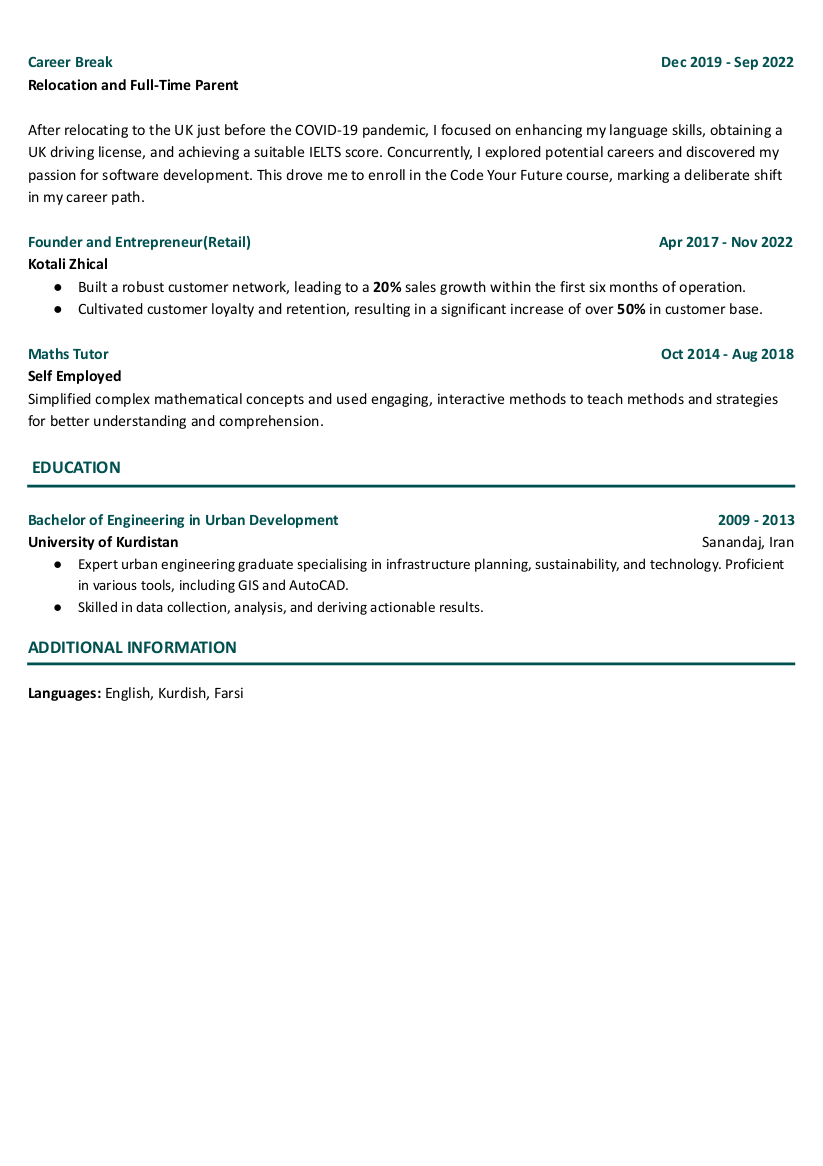 Career Break Dec 2019 - Sep 2022
Relocation and Full-Time Parent
After relocating to the UK just before the COVID-19 pandemic, I focused on enhancing my language skills, obtaining a
UK driving license, and achieving a suitable IELTS score. Concurrently, I explored potential careers and discovered my
passion for software development. This drove me to enroll in the Code Your Future course, marking a deliberate shift
in my career path.
Founder and Entrepreneur(Retail) Apr 2017 - Nov 2022
Kotali Zhical
● Built a robust customer network, leading to a 20% sales growth within the first six months of operation.
● Cultivated customer loyalty and retention, resulting in a significant increase of over 50% in customer base.
Maths Tutor Oct 2014 - Aug 2018
Self Employed
Simplified complex mathematical concepts and used engaging, interactive methods to teach methods and strategies
for better understanding and comprehension.
EDUCATION
Bachelor of Engineering in Urban Development 2009 - 2013
University of Kurdistan Sanandaj, Iran
● Expert urban engineering graduate specialising in infrastructure planning, sustainability, and technology. Proficient
in various tools, including GIS and AutoCAD.
● Skilled in data collection, analysis, and deriving actionable results.
ADDITIONAL INFORMATION
Languages: English, Kurdish, Farsi